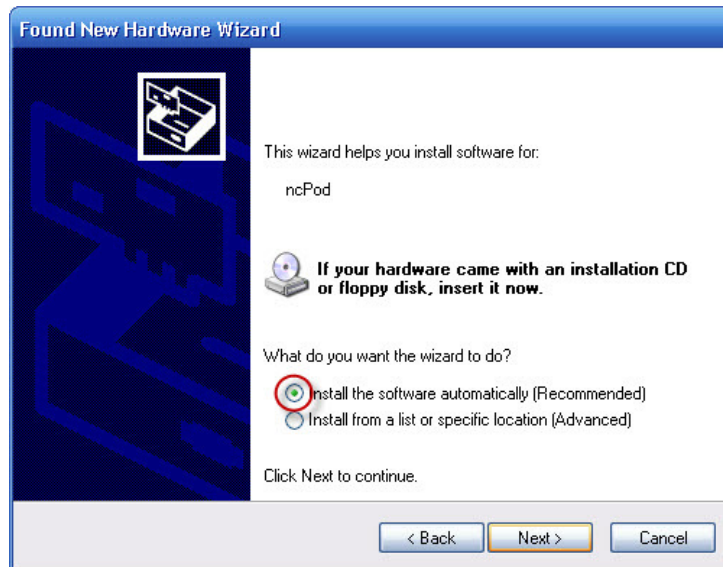 Found New Hardware Wizard
This wizard helps you install software for:
ncPod
If your hardware came with an installation CD
or floppy disk, insert it now.
What do you want the wizard to do?
Install the software automatically (Recommended)
Install from a list or specific location (Advanced)
Click Next to continue.
< Back
Next >
Cancel